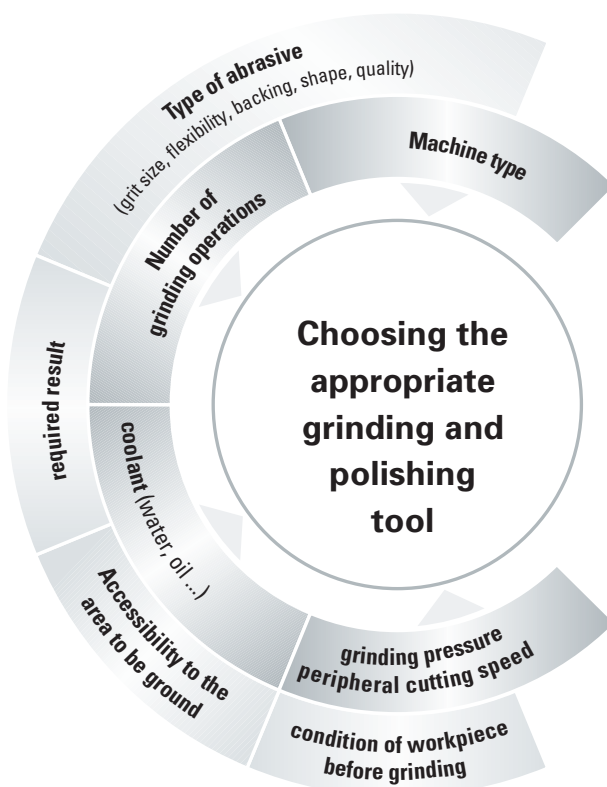 Type of abrasive
(grit size, flexibility, backing, shape, quality)
Machine type
Number of
grinding operations
required result
coolant (water, oil ...)
Accessibility to the
area to be ground
grinding pressure
peripheral cutting speed
condition of workpiece
before grinding
Choosing the
appropriate
grinding and
polishing
tool